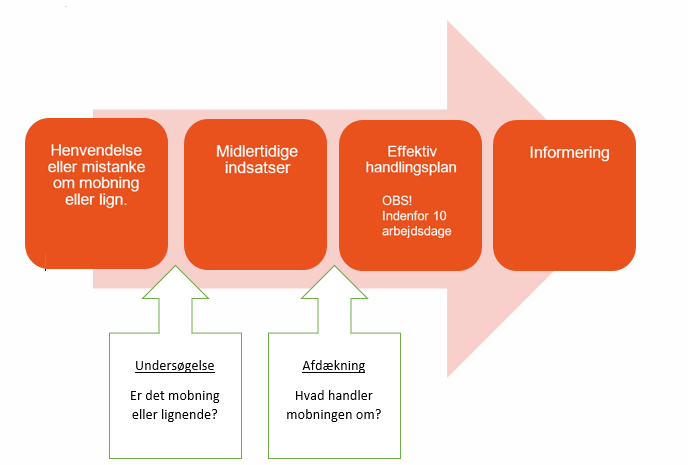 Henvendelse
eller mistanke
om mobning
eller lign.
Midlertidige
indsatser
Effektiv
handlingsplan
OBS!
Indenfor 10
arbejdsdage
Informering
Undersøgelse
Er det mobning
eller lignende?
Afdækning
Hvad handler
mobningen om?